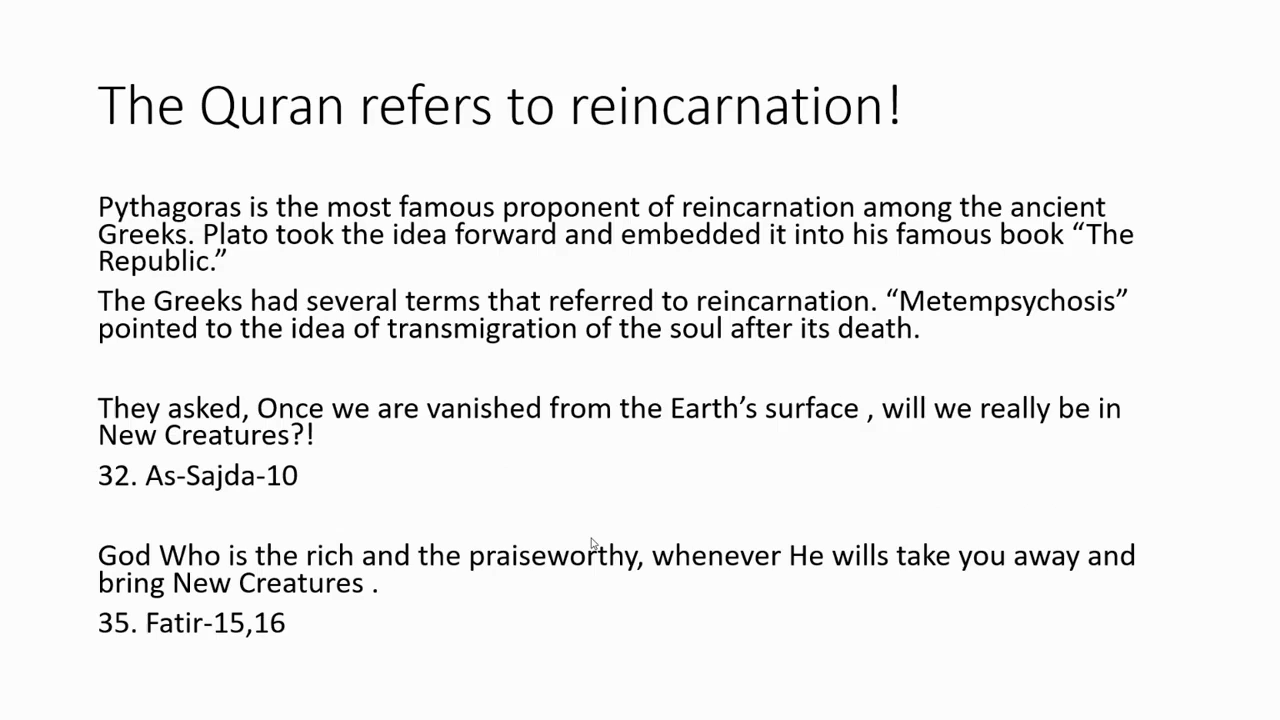 The Quran refers to reincarnation!
Pythagoras is the most famous proponent of reincarnation among the ancient
Greeks. Plato took the idea forward and embedded it into his famous book “The
Republic.”
The Greeks had several terms that referred to reincarnation. “Metempsychosis”
pointed to the idea of transmigration of the soul after its death.
They asked, Once we are vanished from the Earth’s surface , will we really be in
New Creatures?!
32. As-Sajda-10
God Who is the rich and the praiseworthy, whenever He wills take you away and
bring New Creatures .
35. Fatir-15,16